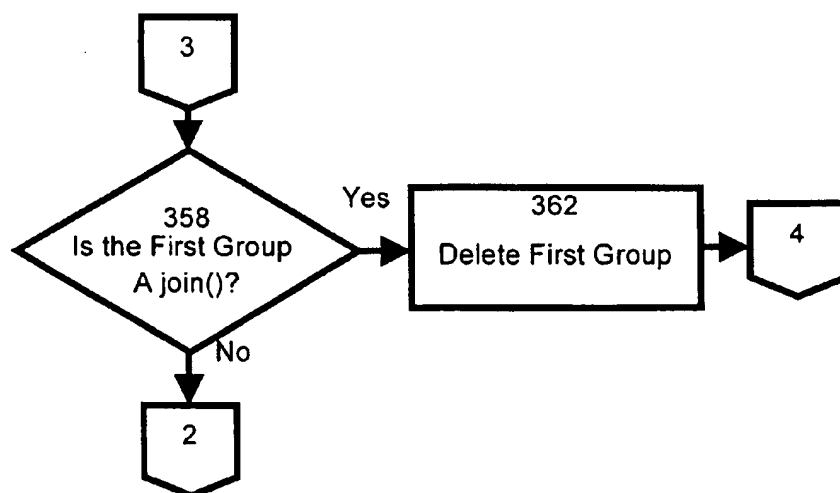 3
358
Is the First Group
A join()?
Yes
362
Delete First Group
4
No
2